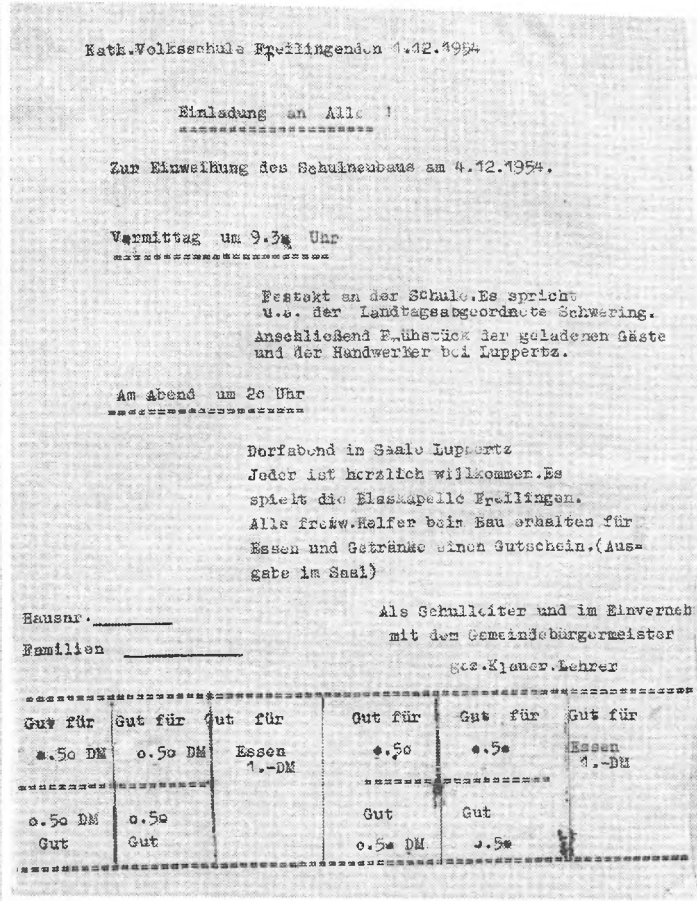 Kath.Volksschule Freilingenden 1.12.1954
Einladung an Alle !
Zur Einweihung des Schulneubaus am 4.12.1954.
Vormittag um 9.30 Uhr
Festakt an der Schule.Es spricht
u.a. der Landtagsabgeordnete Schwering.
Anschließend Frühstück der geladenen Gäste
und der Handwerker bei Luppertz.
Am Abend um 20 Uhr
Dorfabend im Saale Luppertz
Jeder ist herzlich willkommen.Es
spielt die Blaskapelle Freilingen.
Alle freiw.Helfer beim Bau erhalten für
Essen und Getränke einen Gutschein.(Aus=
gabe im Saal)
Hausnr.
Als Schulleiter und im Einverneh
mit dem Gemeindebürgermeister
Familien
gez.Klauer.Lehrer
Gut für Gut für Gut für Gut für Gut für Gut für
0.50 DM 0.50 DM Essen 0.50 0.50 Essen
1.-DM 1.-DM
0.50 DM 0.50 Gut Gut
Gut Gut 0.50 DM 0.50